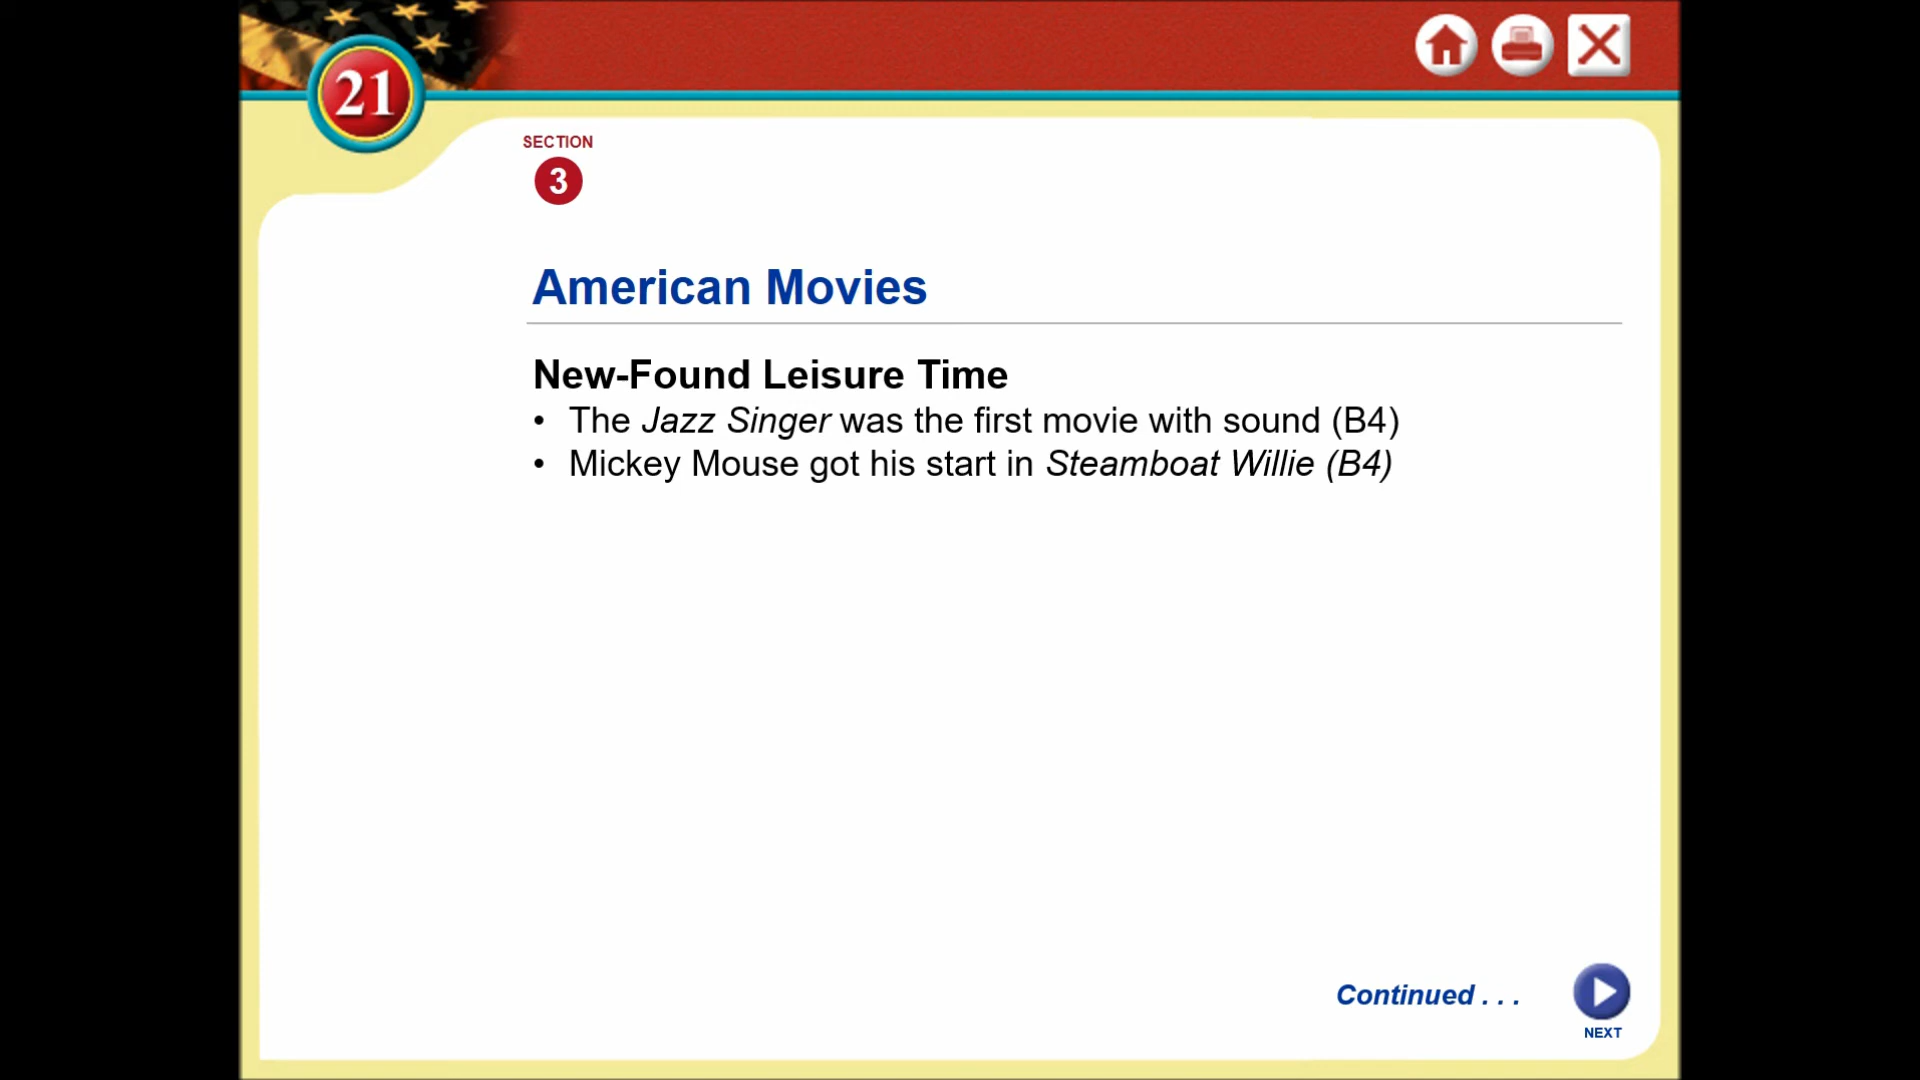 21
SECTION
3
American Movies
New-Found Leisure Time
• The Jazz Singer was the first movie with sound (B4)
• Mickey Mouse got his start in Steamboat Willie (B4)
Continued . . .
NEXT